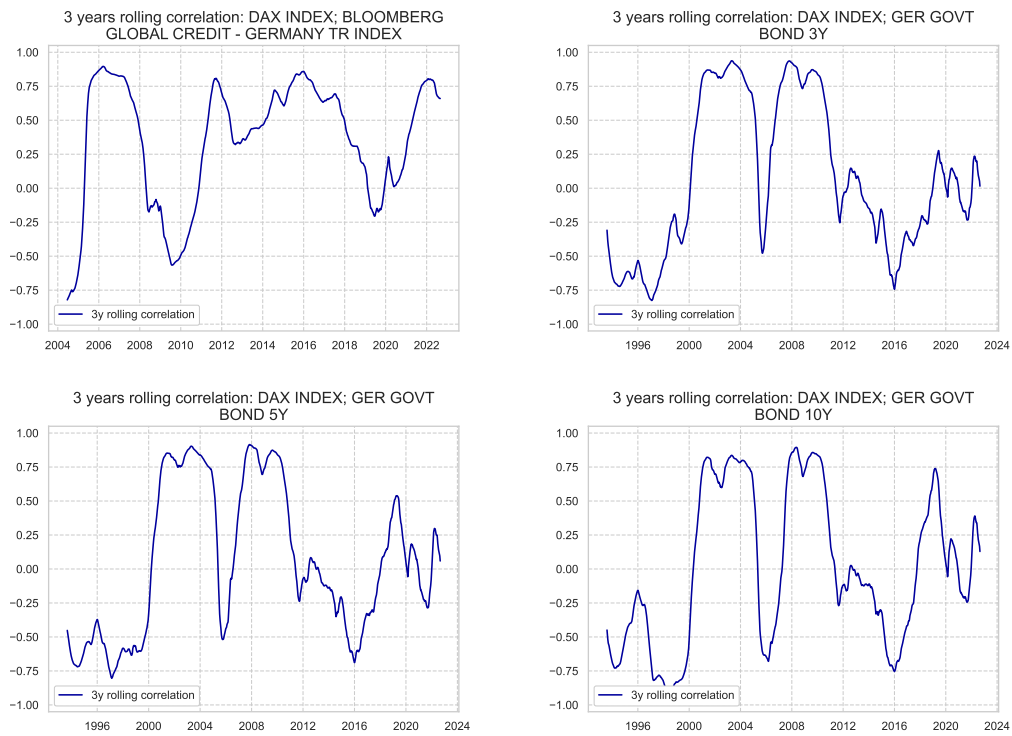 3 years rolling correlation: DAX INDEX; BLOOMBERG
GLOBAL CREDIT - GERMANY TR INDEX
1.00
0.75
0.50
0.25
0.00
−0.25
−0.50
−0.75
−1.00
3y rolling correlation
2004 2006 2008 2010 2012 2014 2016 2018 2020 2022
3 years rolling correlation: DAX INDEX; GER GOVT
BOND 3Y
1.00
0.75
0.50
0.25
0.00
−0.25
−0.50
−0.75
−1.00
3y rolling correlation
1996 2000 2004 2008 2012 2016 2020 2024
3 years rolling correlation: DAX INDEX; GER GOVT
BOND 5Y
1.00
0.75
0.50
0.25
0.00
−0.25
−0.50
−0.75
−1.00
3y rolling correlation
1996 2000 2004 2008 2012 2016 2020 2024
3 years rolling correlation: DAX INDEX; GER GOVT
BOND 10Y
1.00
0.75
0.50
0.25
0.00
−0.25
−0.50
−0.75
−1.00
3y rolling correlation
1996 2000 2004 2008 2012 2016 2020 2024